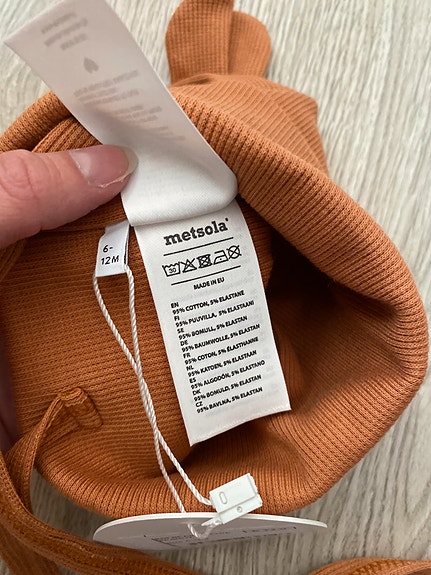 metsola
30
MADE IN EU
EN
95% COTTON, 5% ELASTANE
FI
95% PUUVILLA, 5% ELASTAANI
SE
95% BOMULL, 5% ELASTAN
DE
95% BAUMWOLLE, 5% ELASTAN
FR
95% COTON, 5% ÉLASTHANNE
NL
95% KATOEN, 5% ELASTAAN
ES
95% ALGODÓN, 5% ELASTANO
DK
95% BOMULD, 5% ELASTAN
CZ
95% BAVLNA, 5% ELASTAN
6-
12M